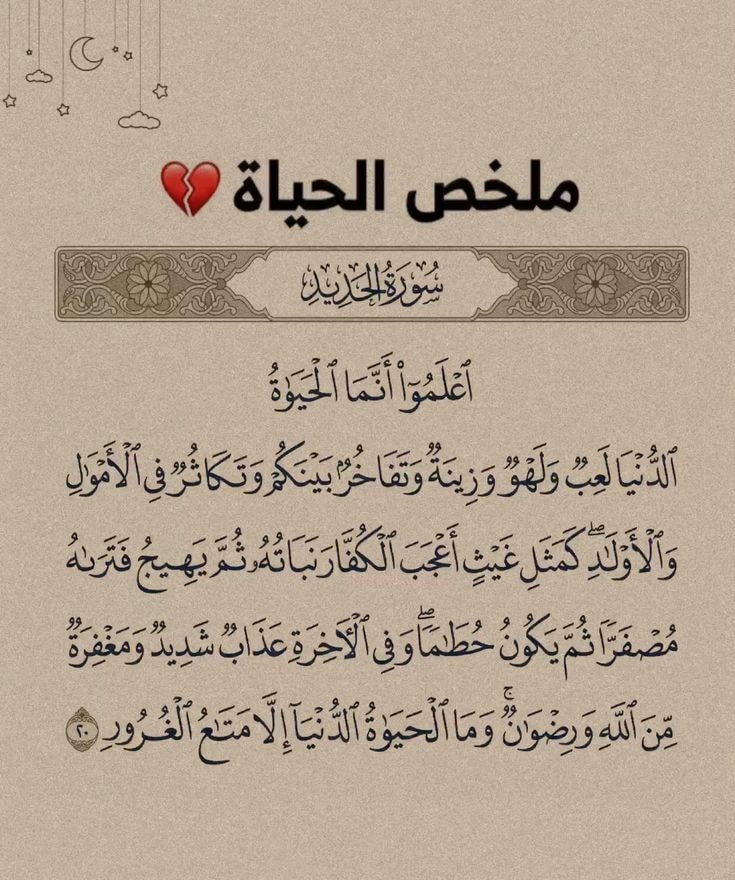 ملخص الحياة 💔
سُورَةُ الحَدِيدِ
ٱعۡلَمُوٓاْ أَنَّمَا ٱلۡحَيَوٰةُ
ٱلدُّنۡيَا لَعِبٞ وَلَهۡوٞ وَزِينَةٞ وَتَفَاخُرُۢ بَيۡنَكُمۡ وَتَكَاثُرٞ فِي ٱلۡأَمۡوَٰلِ
وَٱلۡأَوۡلَٰدِۖ كَمَثَلِ غَيۡثٍ أَعۡجَبَ ٱلۡكُفَّارَ نَبَاتُهُۥ ثُمَّ يَهِيجُ فَتَرَىٰهُ
مُصۡفَرّٗا ثُمَّ يَكُونُ حُطَٰمٗاۖ وَفِي ٱلۡأٓخِرَةِ عَذَابٞ شَدِيدٞ وَمَغۡفِرَةٞ
مِّنَ ٱللَّهِ وَرِضۡوَٰنٞۚ وَمَا ٱلۡحَيَوٰةُ ٱلدُّنۡيَآ إِلَّا مَتَٰعُ ٱلۡغُرُورِ ٢٠